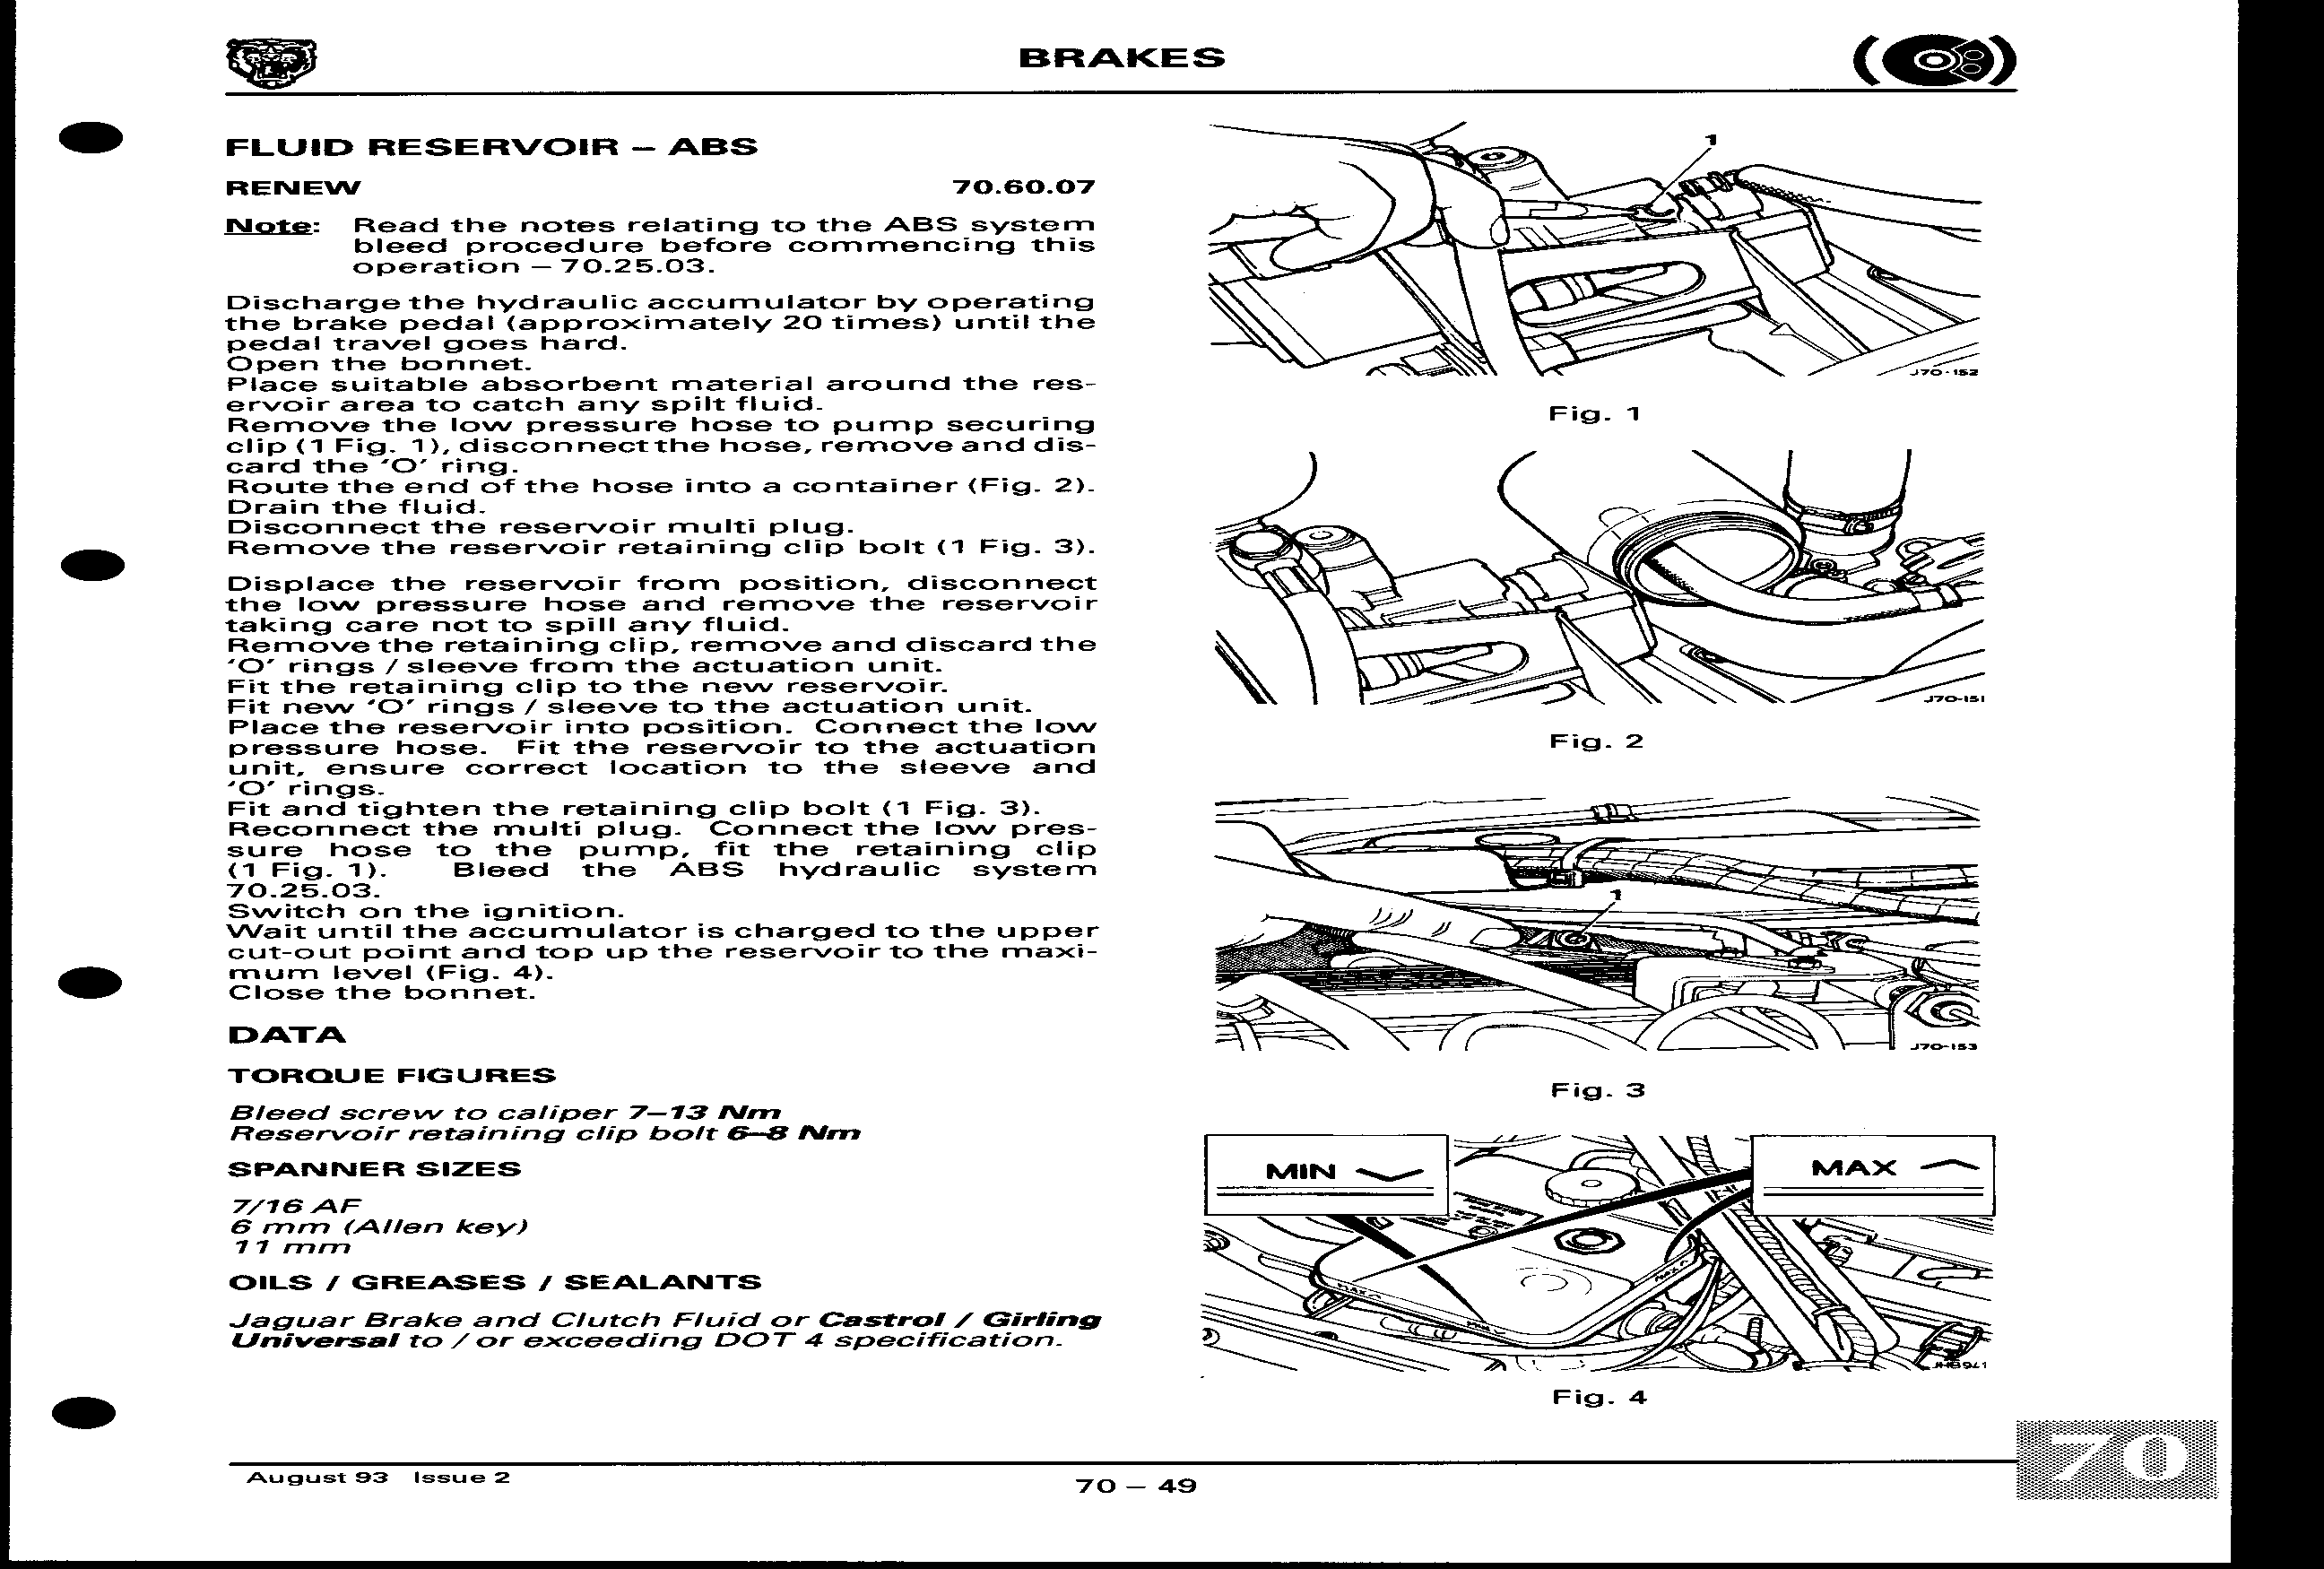 BRAKES
FLUID RESERVOIR – ABS
RENEW 70.60.07
Note: Read the notes relating to the ABS system
bleed procedure before commencing this
operation – 70.25.03.
Discharge the hydraulic accumulator by operating
the brake pedal (approximately 20 times) until the
pedal travel goes hard.
Open the bonnet.
Place suitable absorbent material around the res-
ervoir area to catch any spilt fluid.
Remove the low pressure hose to pump securing
clip (1 Fig. 1), disconnect the hose, remove and dis-
card the ‘O’ ring.
Route the end of the hose into a container (Fig. 2).
Drain the fluid.
Disconnect the reservoir multi plug.
Remove the reservoir retaining clip bolt (1 Fig. 3).
Displace the reservoir from position, disconnect
the low pressure hose and remove the reservoir
taking care not to spill any fluid.
Remove the retaining clip, remove and discard the
‘O’ rings / sleeve from the actuation unit.
Fit the retaining clip to the new reservoir.
Fit new ‘O’ rings / sleeve to the actuation unit.
Place the reservoir into position. Connect the low
pressure hose. Fit the reservoir to the actuation
unit, ensure correct location to the sleeve and
‘O’ rings.
Fit and tighten the retaining clip bolt (1 Fig. 3).
Reconnect the multi plug. Connect the low pres-
sure hose to the pump, fit the retaining clip
(1 Fig. 1). Bleed the ABS hydraulic system
70.25.03.
Switch on the ignition.
Wait until the accumulator is charged to the upper
cut-out point and top up the reservoir to the maxi-
mum level (Fig. 4).
Close the bonnet.
DATA
TORQUE FIGURES
Bleed screw to caliper 7–13 Nm
Reservoir retaining clip bolt 6–8 Nm
SPANNER SIZES
7/16 AF
6 mm (Allen key)
11 mm
OILS / GREASES / SEALANTS
Jaguar Brake and Clutch Fluid or Castrol / Girling
Universal to / or exceeding DOT 4 specification.
1
J70-152
Fig. 1
J70-151
Fig. 2
1
J70-153
Fig. 3
MIN
MAX
MAX
Fig. 4
August 93 Issue 2
70 – 49
70